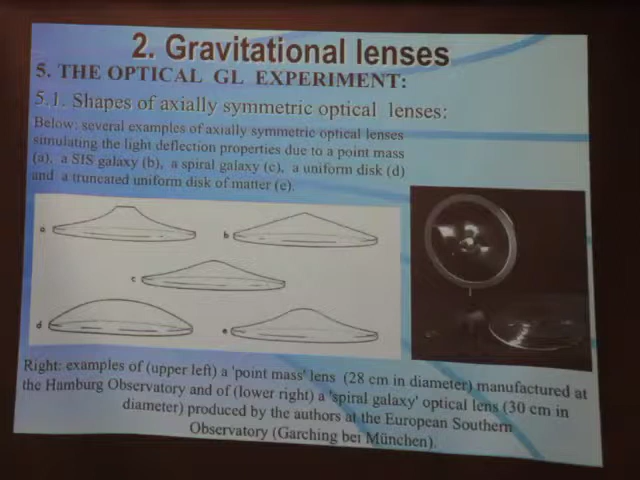 2. Gravitational lenses
5. THE OPTICAL GL EXPERIMENT:
5.1. Shapes of axially symmetric optical lenses:
Below: several examples of axially symmetric optical lenses
simulating the light deflection properties due to a point mass
(a), a SIS galaxy (b), a spiral galaxy (c), a uniform disk (d)
and a truncated uniform disk of matter (e).
a
b
c
d
e
Right: examples of (upper left) a 'point mass' lens (28 cm in diameter) manufactured at
the Hamburg Observatory and of (lower right) a 'spiral galaxy' optical lens (30 cm in
diameter) produced by the authors at the European Southern
Observatory (Garching bei München).